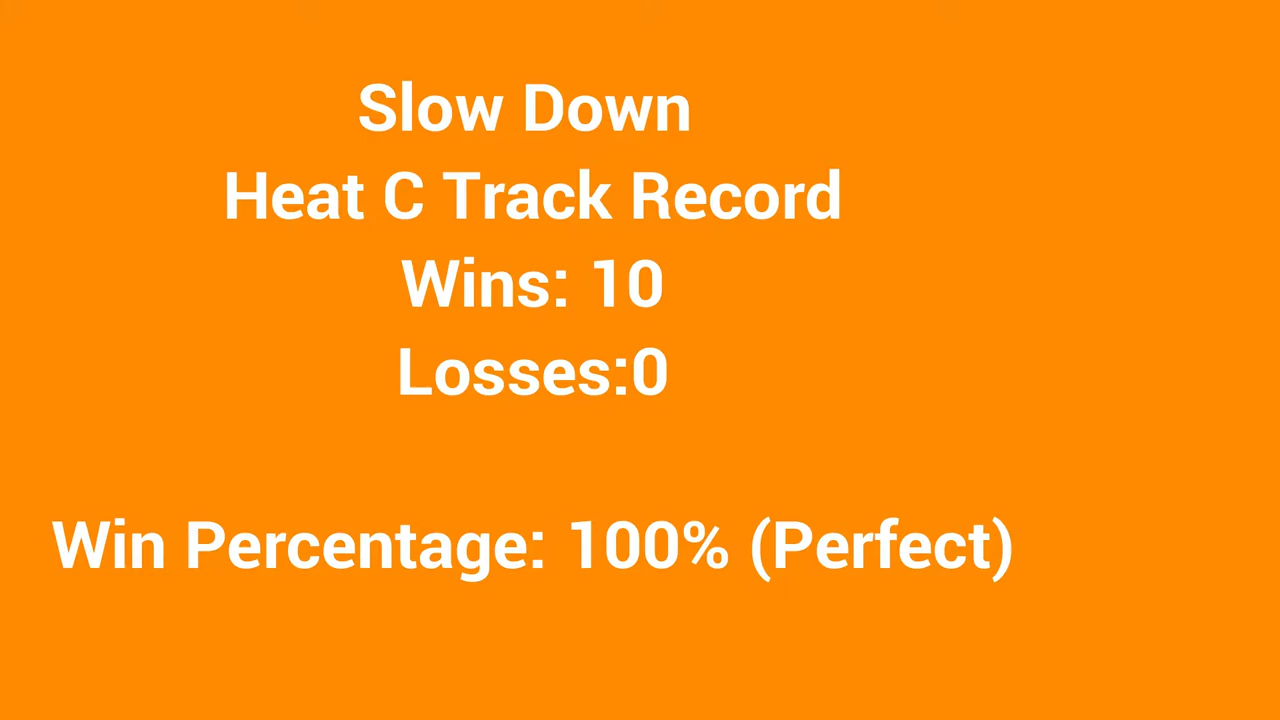 Slow Down
Heat C Track Record
Wins: 10
Losses:0
Win Percentage: 100% (Perfect)